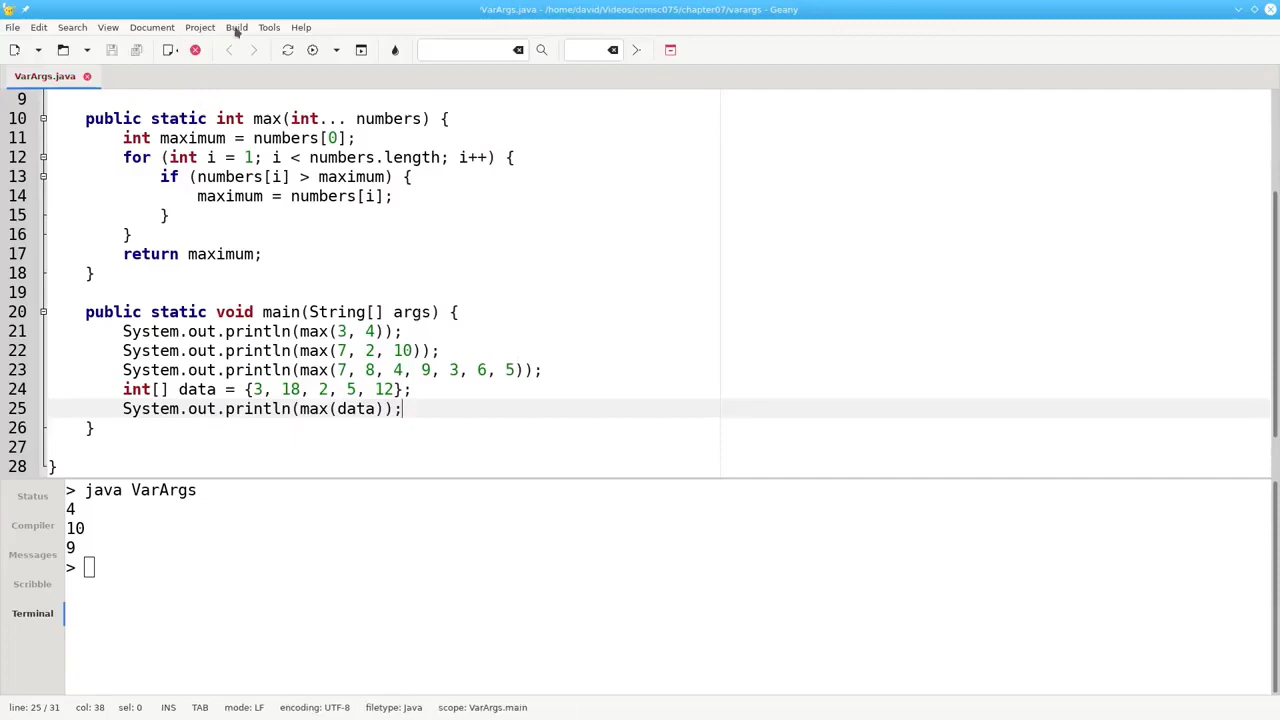 VarArgs.java - /home/david/Videos/comsc075/chapter07/varargs - Geany
File Edit Search View Document Project Build Tools Help
VarArgs.java
9
10 public static int max(int... numbers) {
11 int maximum = numbers[0];
12 for (int i = 1; i < numbers.length; i++) {
13 if (numbers[i] > maximum) {
14 maximum = numbers[i];
15 }
16 }
17 return maximum;
18 }
19
20 public static void main(String[] args) {
21 System.out.println(max(3, 4));
22 System.out.println(max(7, 2, 10));
23 System.out.println(max(7, 8, 4, 9, 3, 6, 5));
24 int[] data = {3, 18, 2, 5, 12};
25 System.out.println(max(data));
26 }
27
28 }
Status
Compiler
Messages
Scribble
Terminal
> java VarArgs
4
10
9
>
line: 25 / 31 col: 38 sel: 0 INS TAB mode: LF encoding: UTF-8 filetype: Java scope: VarArgs.main